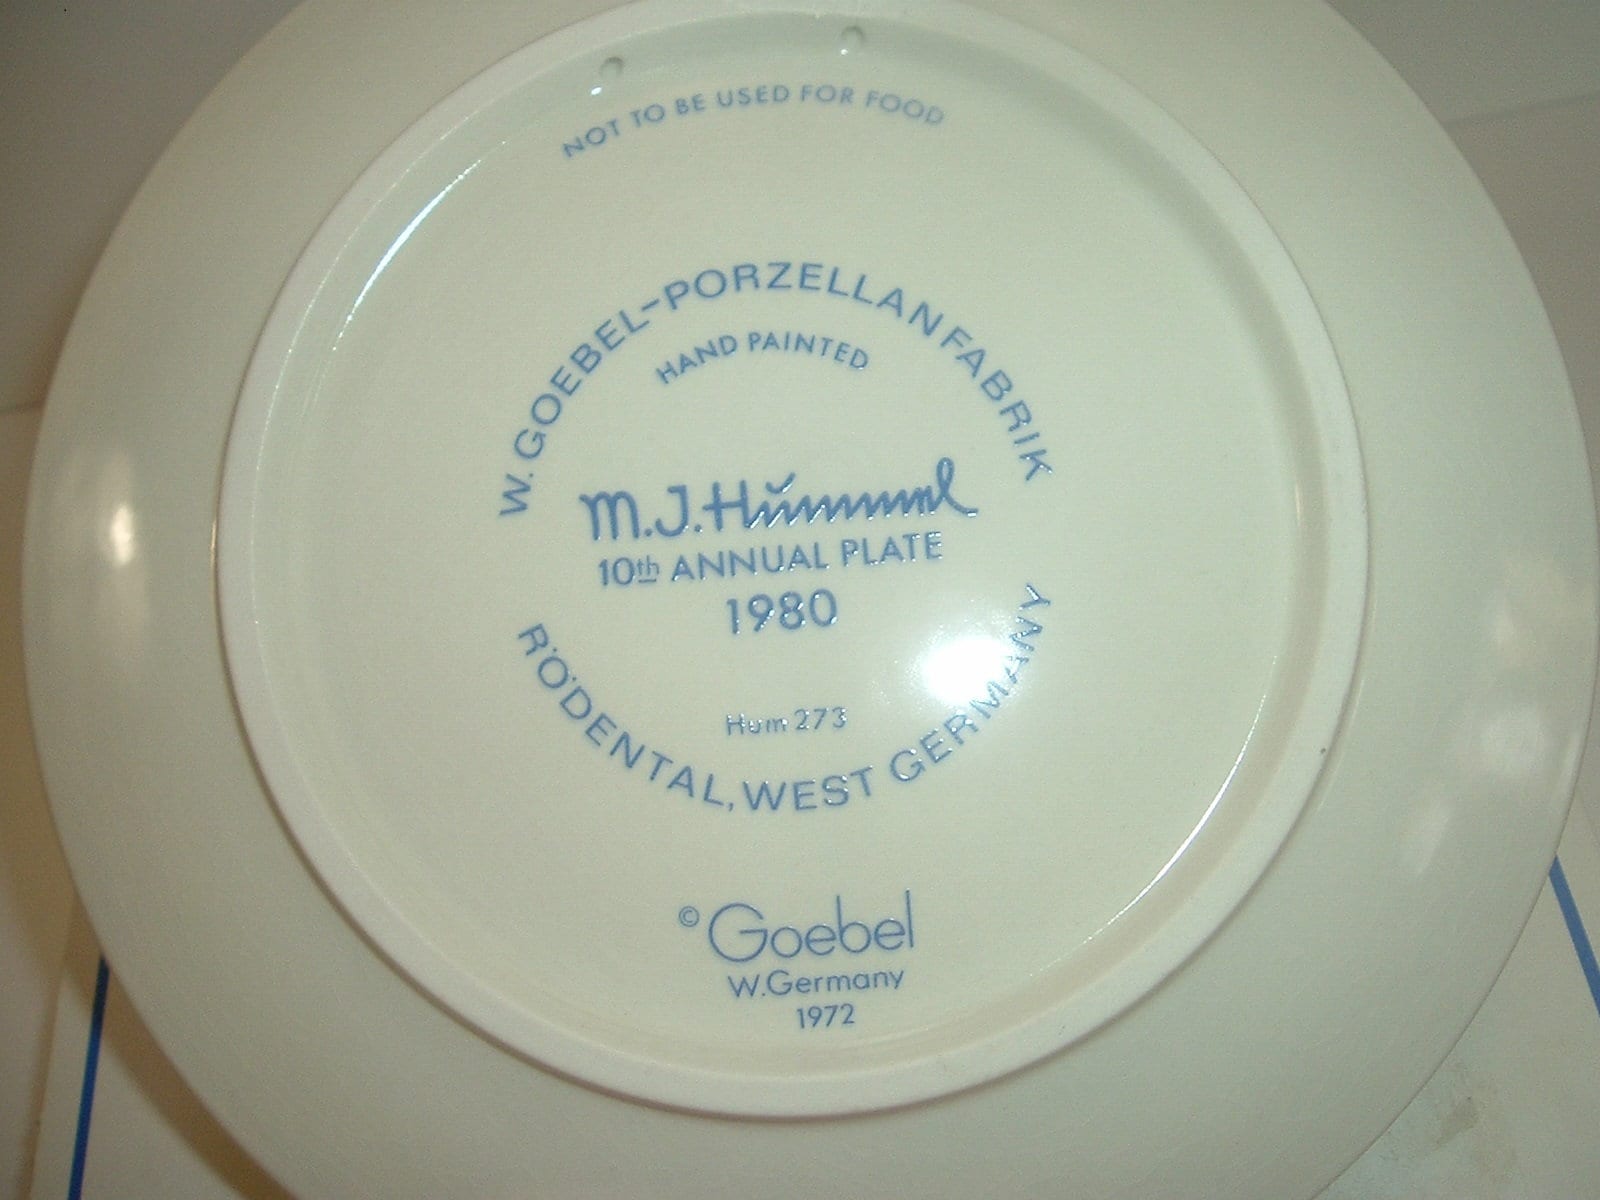 NOT TO BE USED FOR FOOD
W. GOEBEL-PORZELLANFABRIK
HAND PAINTED
M.J.Hummel
10th ANNUAL PLATE
1980
Hum 273
RÖDENTAL, WEST GERMANY
© Goebel
W.Germany
1972